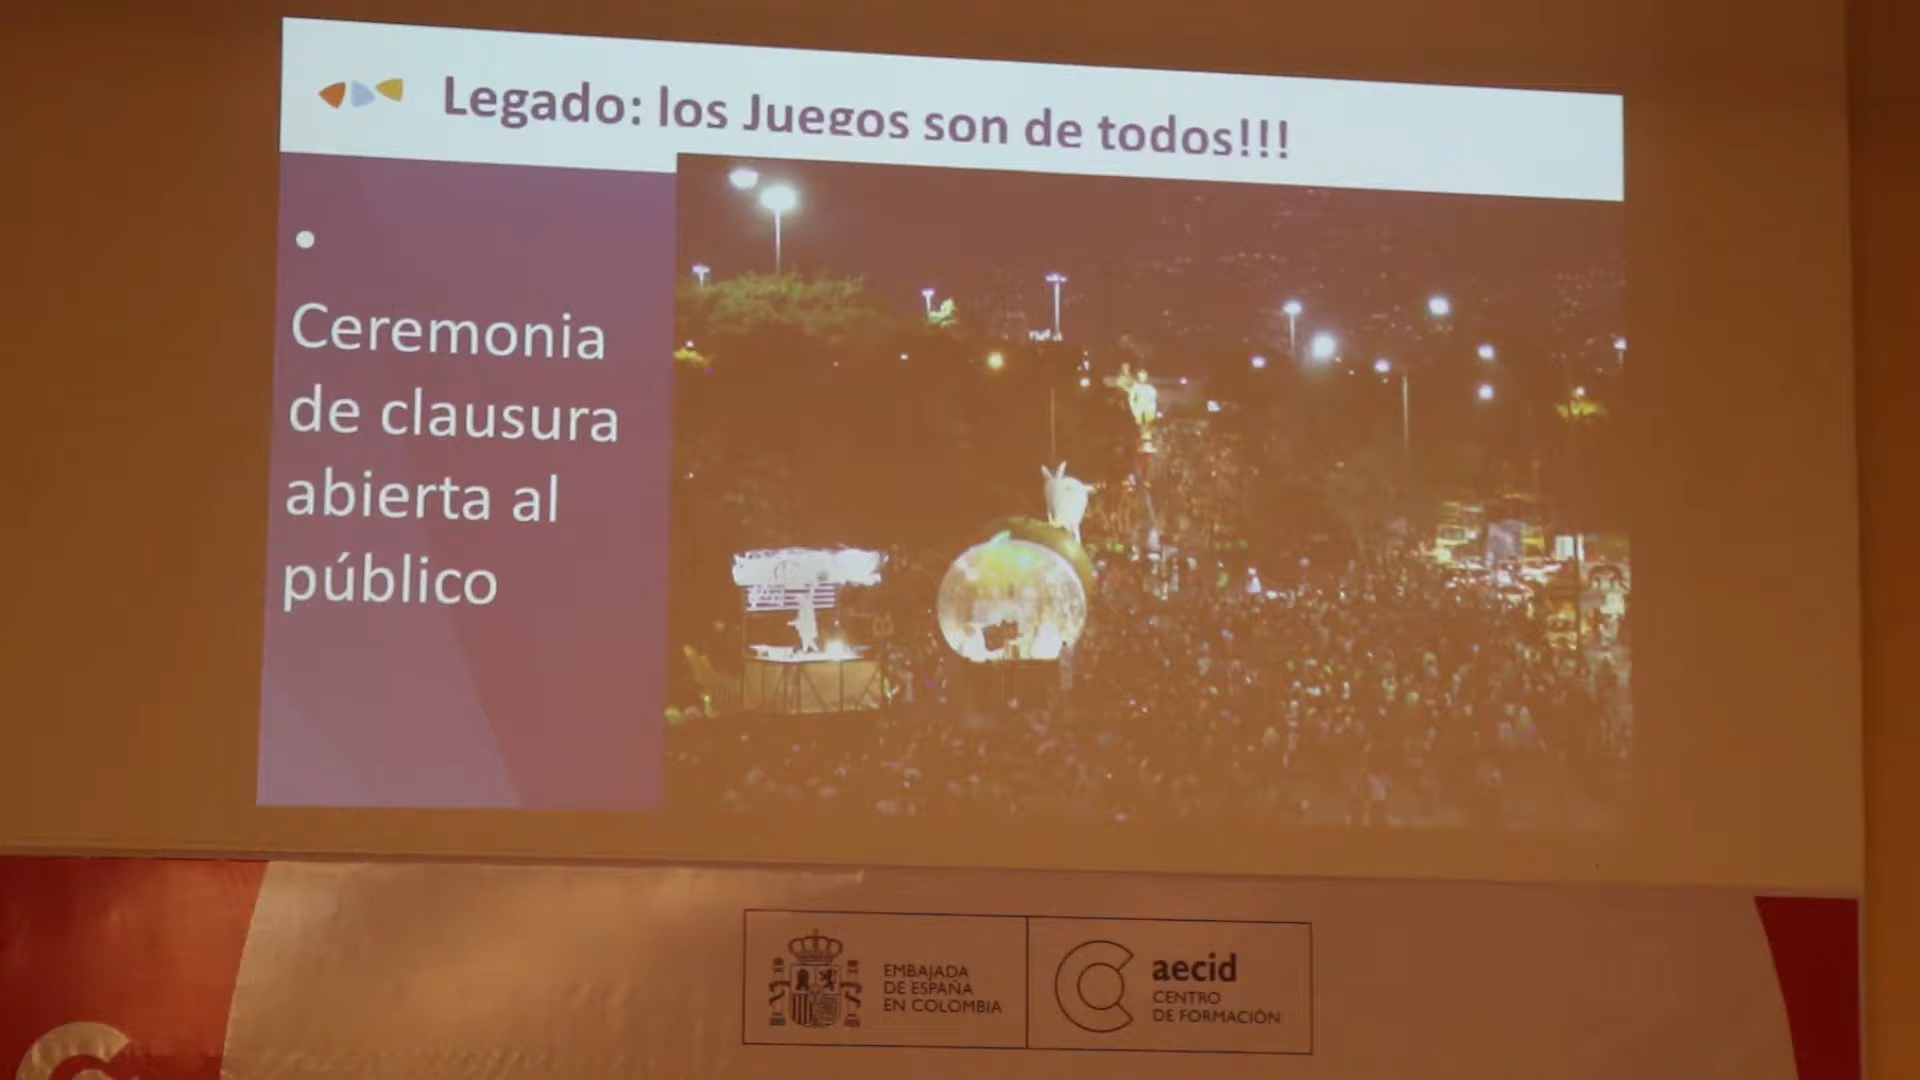 Legado: los Juegos son de todos!!!
•
Ceremonia
de clausura
abierta al
público
EMBAJADA
DE ESPAÑA
EN COLOMBIA
aecid
CENTRO
DE FORMACIÓN